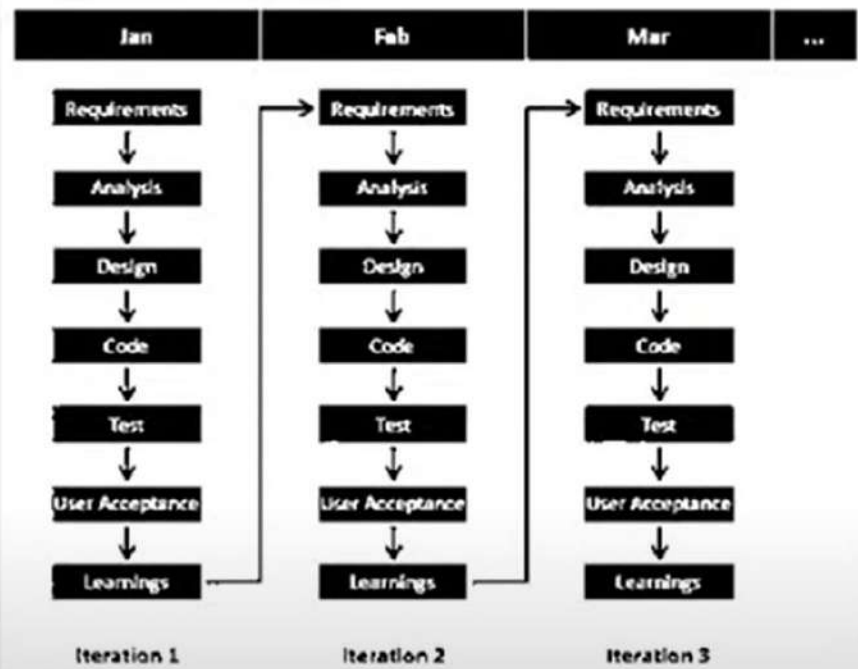 Jan Feb Mar ...
Requirements Requirements Requirements
Analysis Analysis Analysis
Design Design Design
Code Code Code
Test Test Test
User Acceptance User Acceptance User Acceptance
Learnings Learnings Learnings
Iteration 1 Iteration 2 Iteration 3